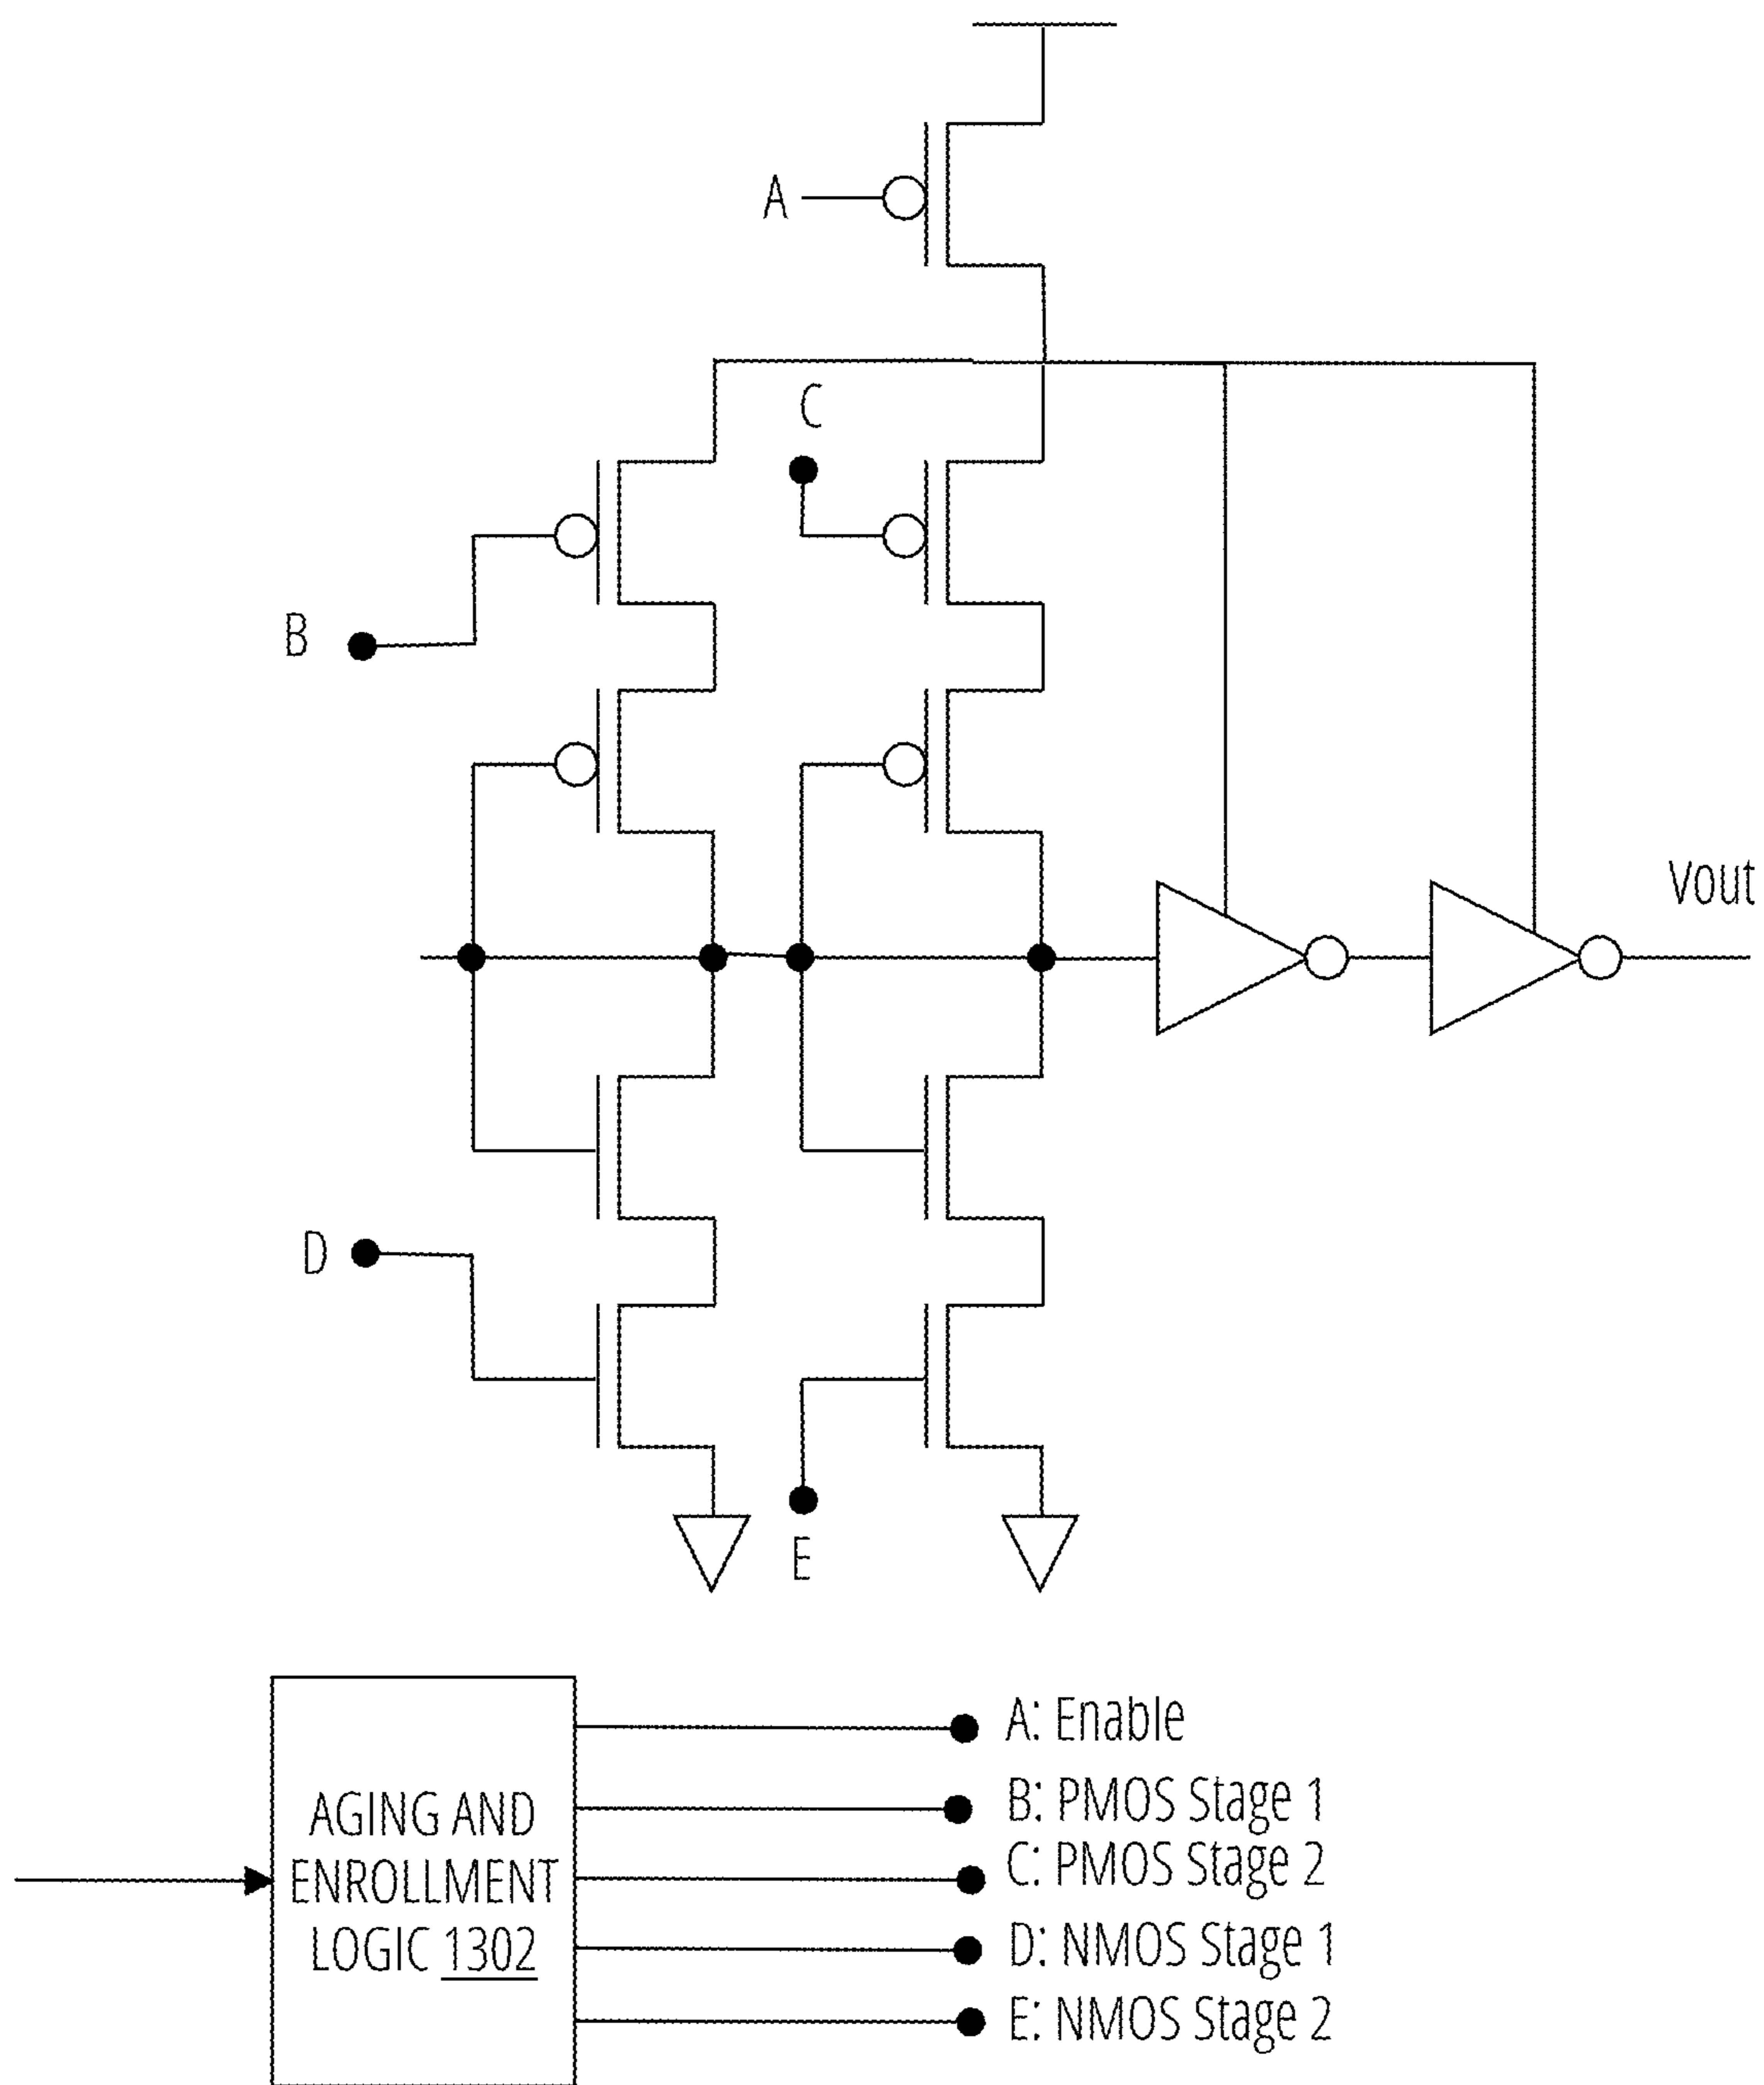 A
C
B
Vout
D
E
AGING AND
ENROLLMENT
LOGIC 1302
A: Enable
B: PMOS Stage 1
C: PMOS Stage 2
D: NMOS Stage 1
E: NMOS Stage 2